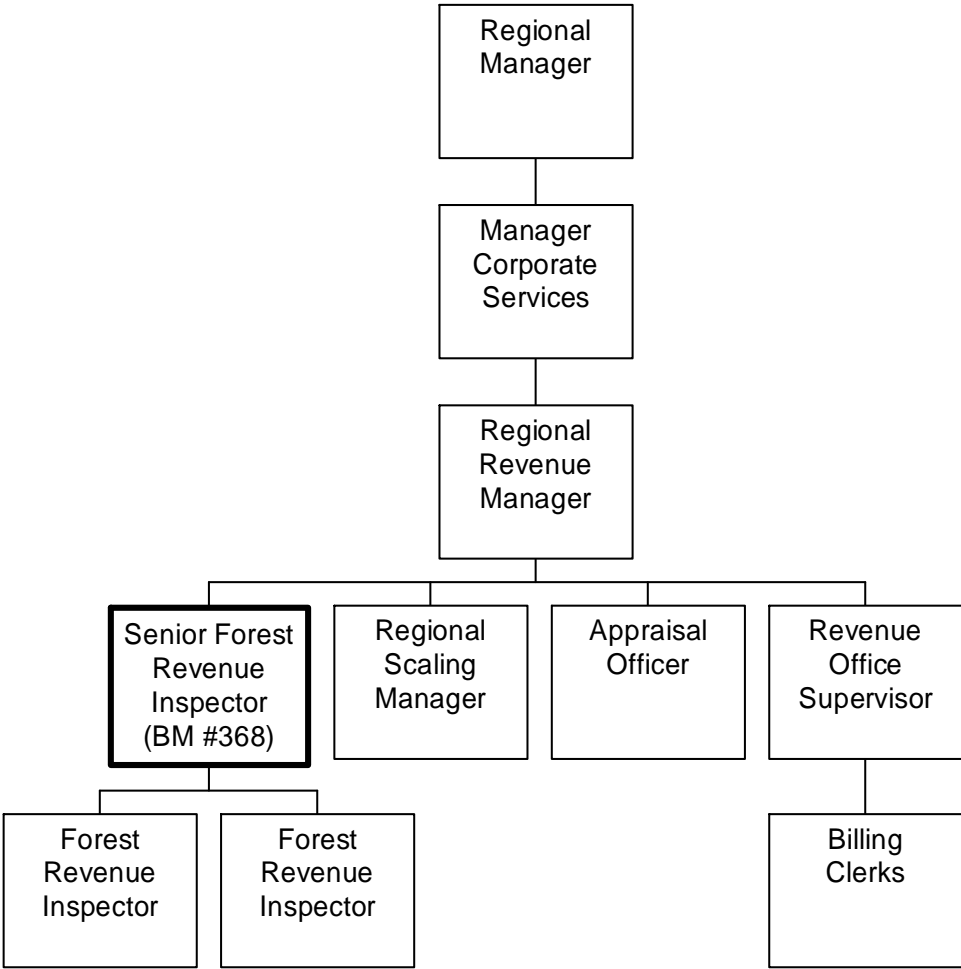 Regional
Manager
Manager
Corporate
Services
Regional
Revenue
Manager
Senior Forest
Revenue
Inspector
(BM #368)
Regional
Scaling
Manager
Appraisal
Officer
Revenue
Office
Supervisor
Forest
Revenue
Inspector
Forest
Revenue
Inspector
Billing
Clerks